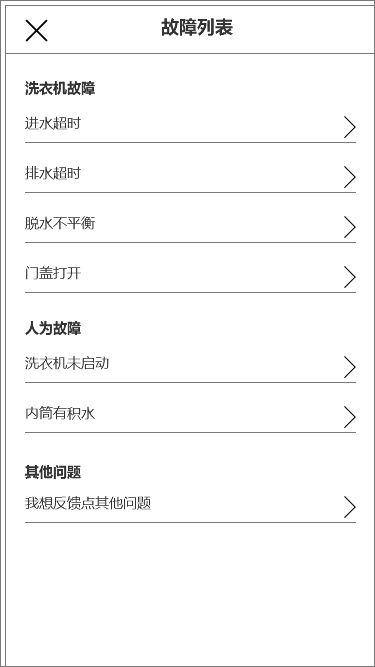 故障列表
洗衣机故障
进水超时
排水超时
脱水不平衡
门盖打开
人为故障
洗衣机未启动
内筒有积水
其他问题
我想反馈点其他问题